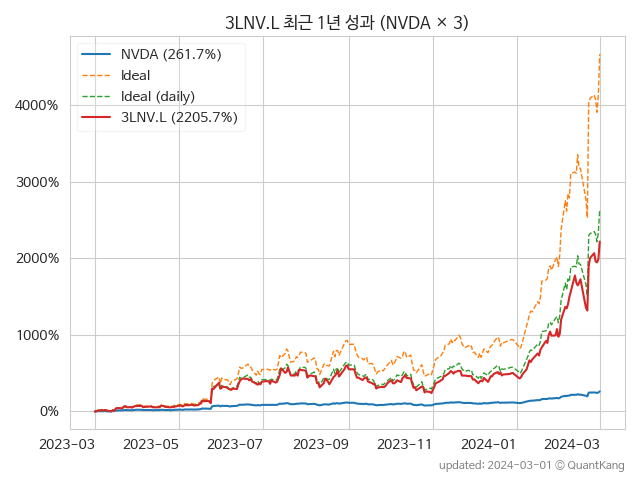 3LNV.L 최근 1년 성과 (NVDA × 3)
NVDA (261.7%)
Ideal
Ideal (daily)
3LNV.L (2205.7%)
4000%
3000%
2000%
1000%
0%
2023-03 2023-05 2023-07 2023-09 2023-11 2024-01 2024-03
updated: 2024-03-01 © QuantKang